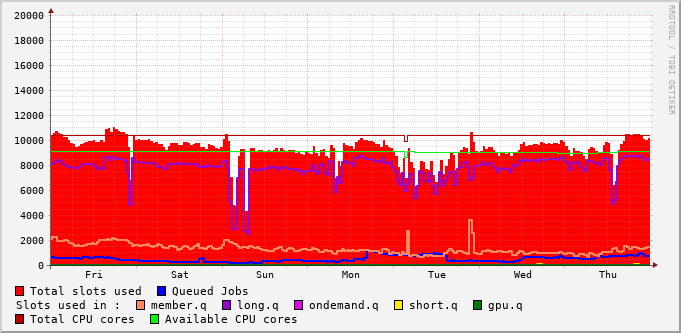 20000
18000
16000
14000
12000
10000
8000
6000
4000
2000
0
Fri Sat Sun Mon Tue Wed Thu
RRDTOOL / TOBI OETIKER
Total slots used Queued Jobs
Slots used in : member.q long.q ondemand.q short.q gpu.q
Total CPU cores Available CPU cores